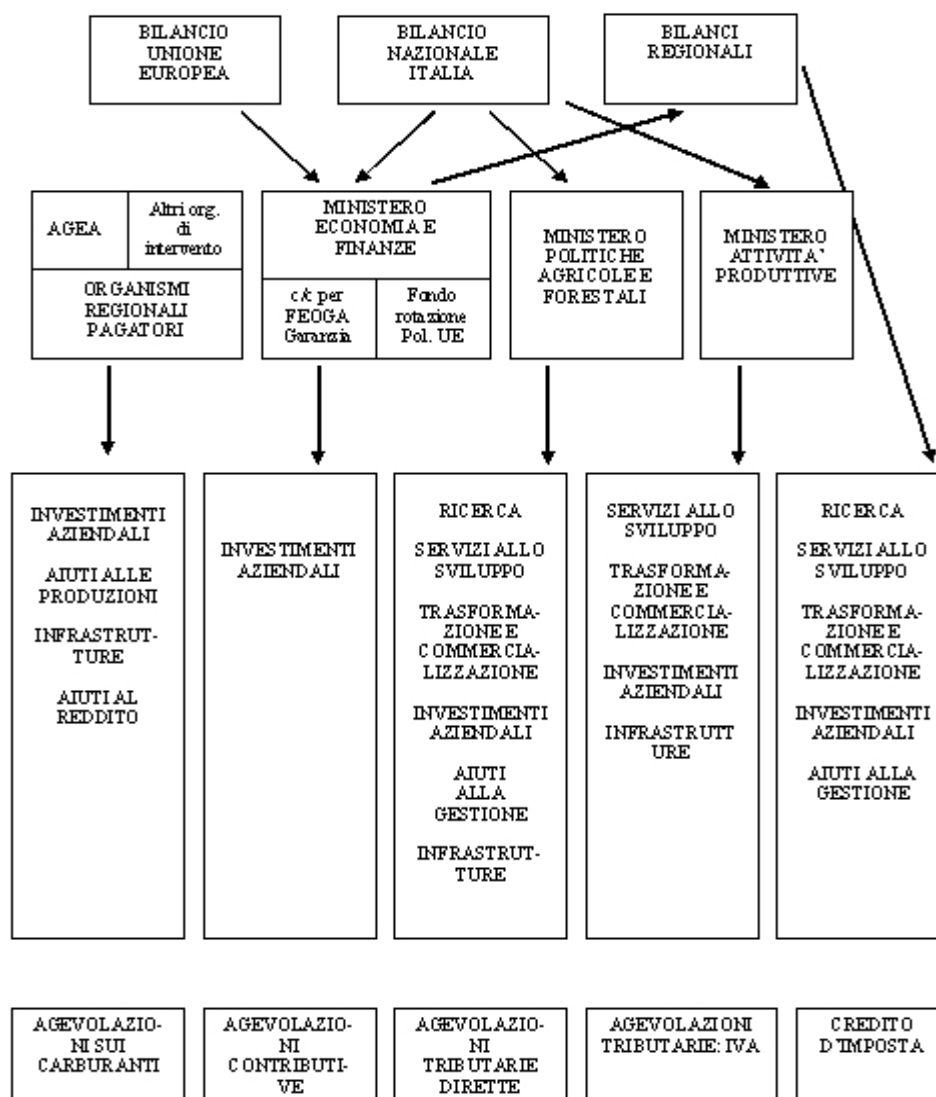 BILANCIO
UNIONE
EUROPEA
BILANCIO
NAZIONALE
ITALIA
BILANCI
REGIONALI
AGEA
Altri org.
di
intervento
ORGANISMI
REGIONALI
PAGATORI
MINISTERO
ECONOMIA E
FINANZE
c/c per
FEOGA
Garanzia
Fondo
rotazione
Pol. UE
MINISTERO
POLITICHE
AGRICOLE E
FORESTALI
MINISTERO
ATTIVITA`
PRODUTTIVE
INVESTIMENTI
AZIENDALI
AIUTI ALLE
PRODUZIONI
INFRASTRUT-
TURE
AIUTI AL
REDDITO
INVESTIMENTI
AZIENDALI
RICERCA
SERVIZI ALLO
SVILUPPO
TRASFORMA-
ZIONE E
COMMERCIA-
LIZZAZIONE
INVESTIMENTI
AZIENDALI
AIUTI
ALLA
GESTIONE
INFRASTRUT-
TURE
SERVIZI ALLO
SVILUPPO
TRASFORMA-
ZIONE E
COMMERCIA-
LIZZAZIONE
INVESTIMENTI
AZIENDALI
INFRASTRUTT
URE
RICERCA
SERVIZI ALLO
SVILUPPO
TRASFORMA-
ZIONE E
COMMERCIA-
LIZZAZIONE
INVESTIMENTI
AZIENDALI
AIUTI ALLA
GESTIONE
AGEVOLAZIO-
NI SUI
CARBURANTI
AGEVOLAZIO-
NI
CONTRIBUTI-
VE
AGEVOLAZIO-
NI
TRIBUTARIE
DIRETTE
AGEVOLAZIONI
TRIBUTARIE: IVA
CREDITO
D'IMPOSTA